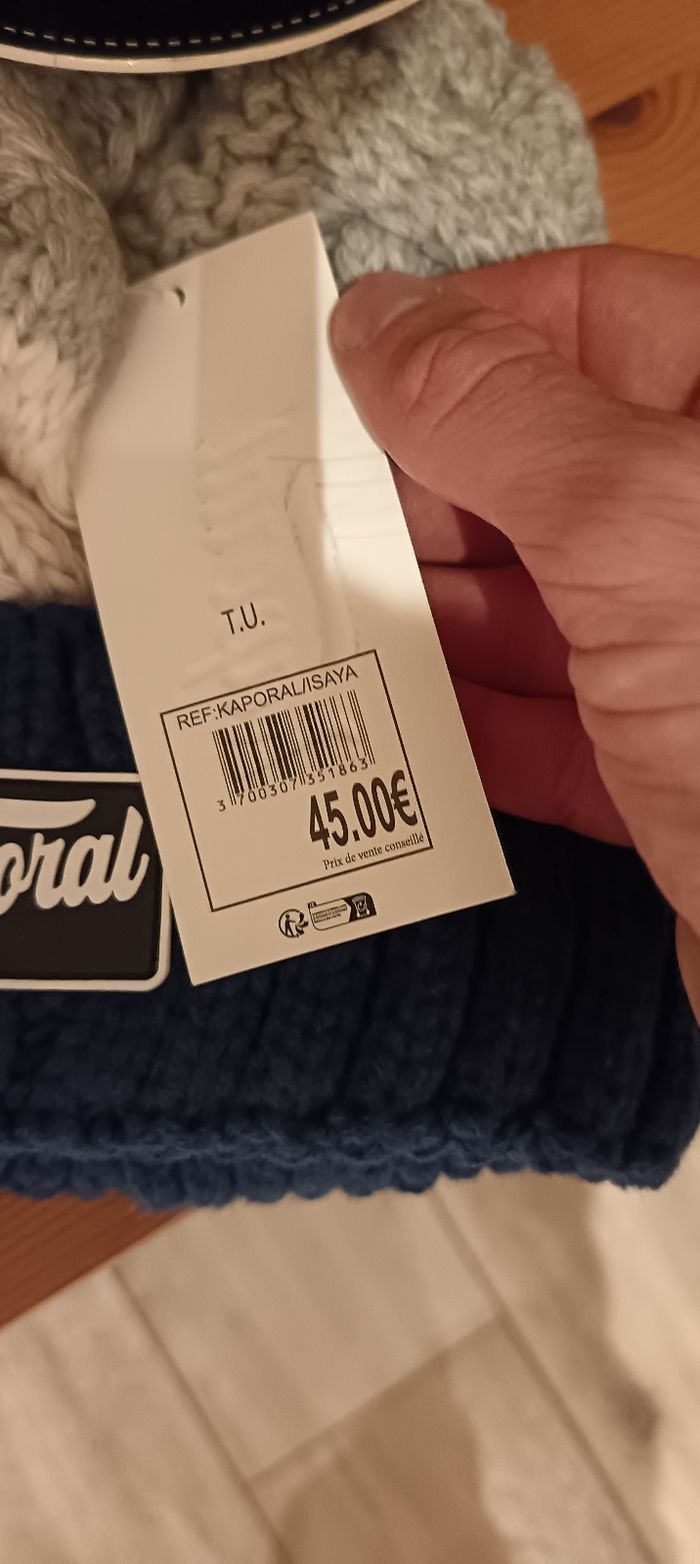 T.U.
REF:KAPORAL/ISAYA
3 700307 351863
45.00€
Prix de vente conseillé
oral